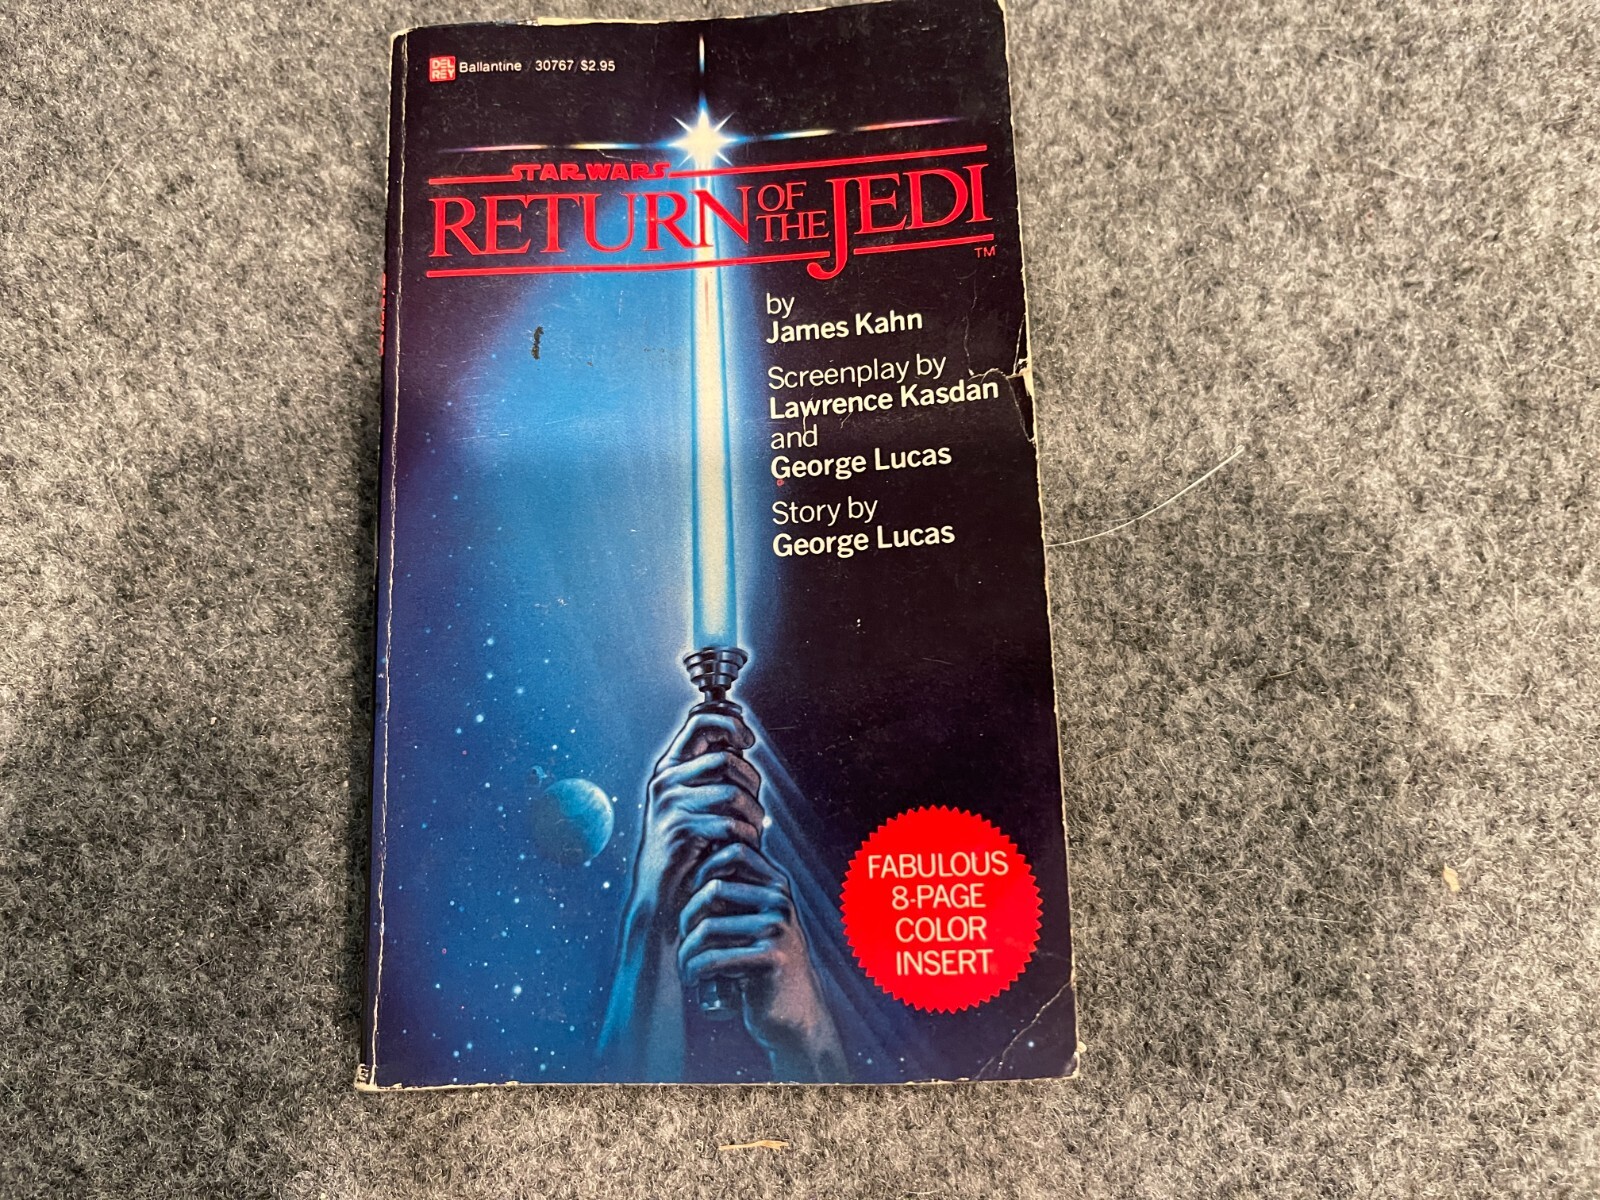 DEL
REY
Ballantine / 30767 / $2.95
STAR WARS
RETURN OF THE JEDI
TM
by
James Kahn
Screenplay by
Lawrence Kasdan
and
George Lucas
Story by
George Lucas
FABULOUS
8-PAGE
COLOR
INSERT